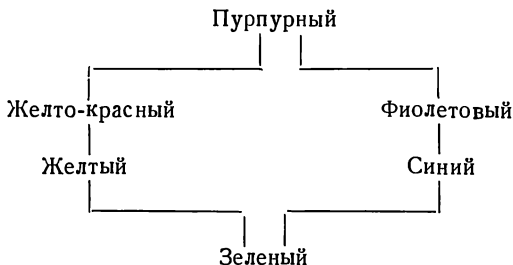 Пурпурный
Желто-красный Фиолетовый
Желтый Синий
Зеленый